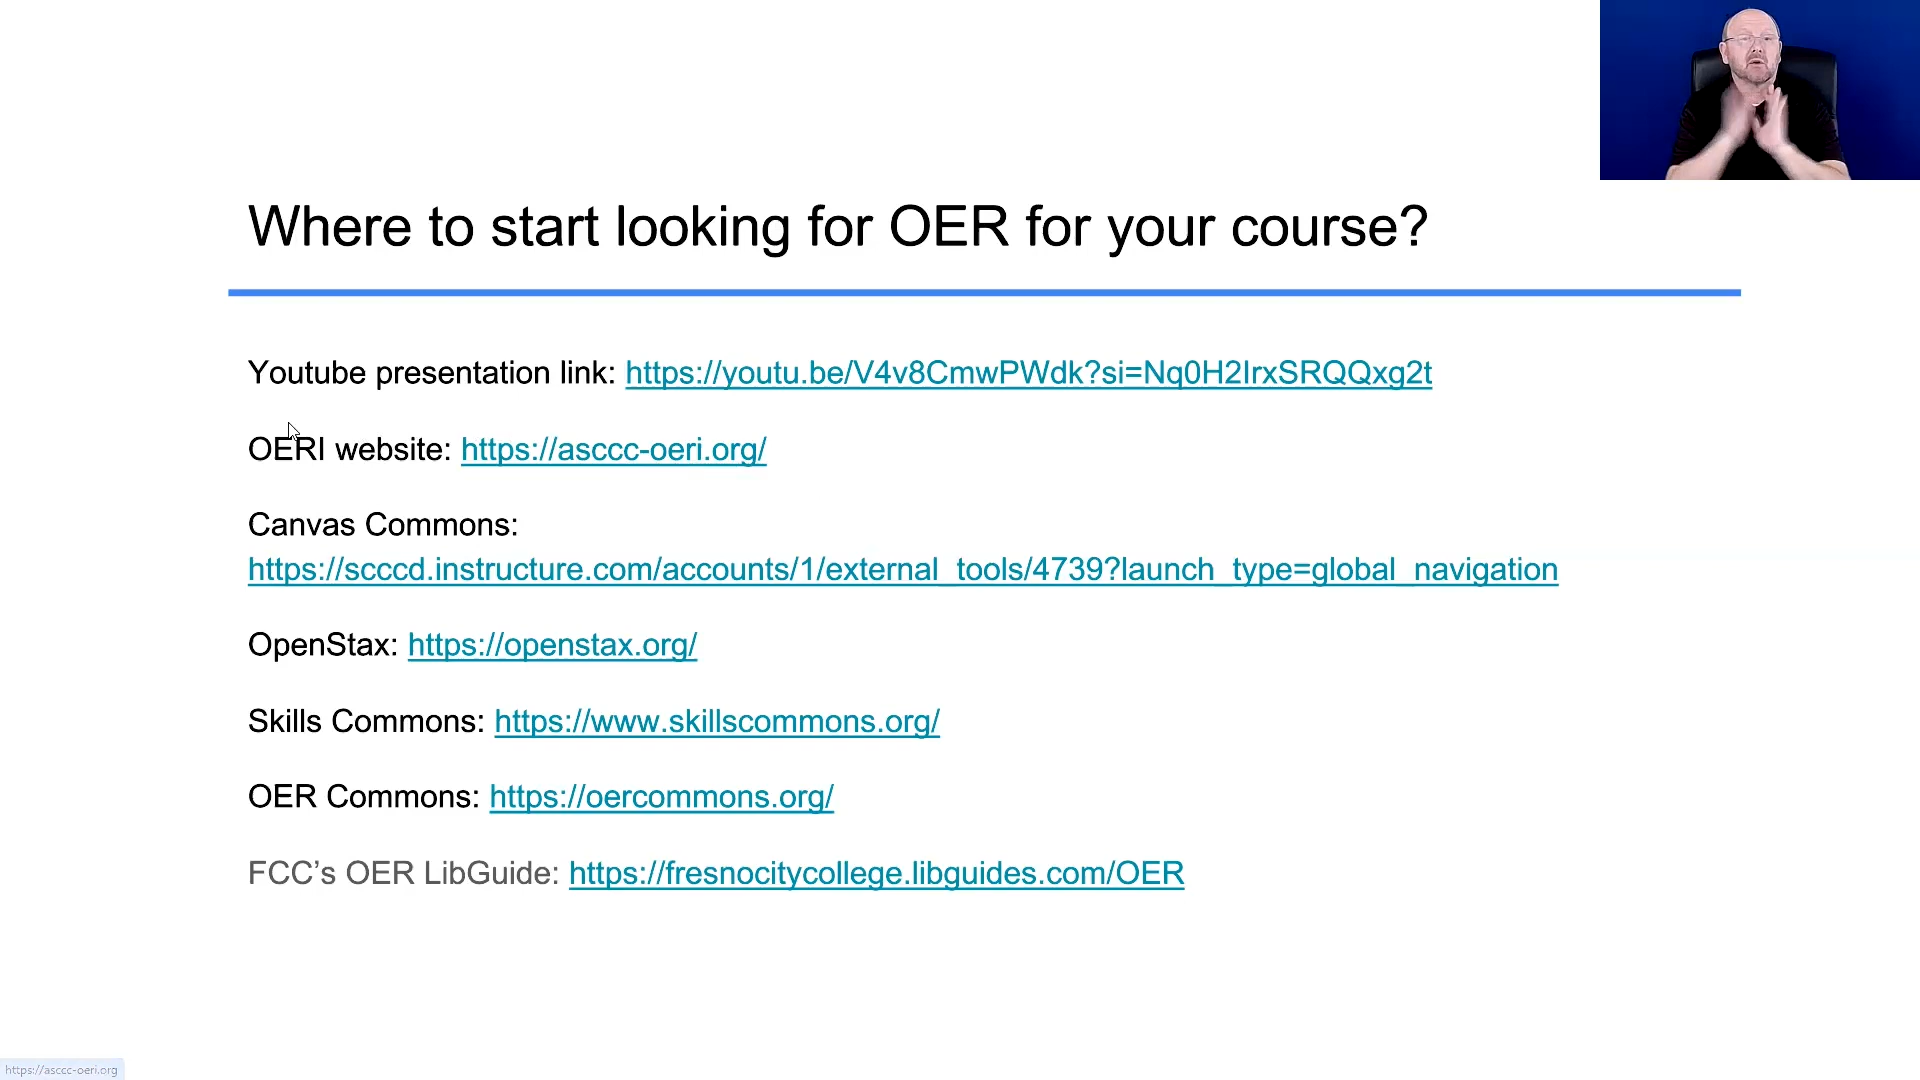 Where to start looking for OER for your course?
Youtube presentation link: https://youtu.be/V4v8CmwPWdk?si=Nq0H2IrxSRQQxg2t
OERI website: https://asccc-oeri.org/
Canvas Commons:
https://scccd.instructure.com/accounts/1/external_tools/4739?launch_type=global_navigation
OpenStax: https://openstax.org/
Skills Commons: https://www.skillscommons.org/
OER Commons: https://oercommons.org/
FCC’s OER LibGuide: https://fresnocitycollege.libguides.com/OER
https://asccc-oeri.org